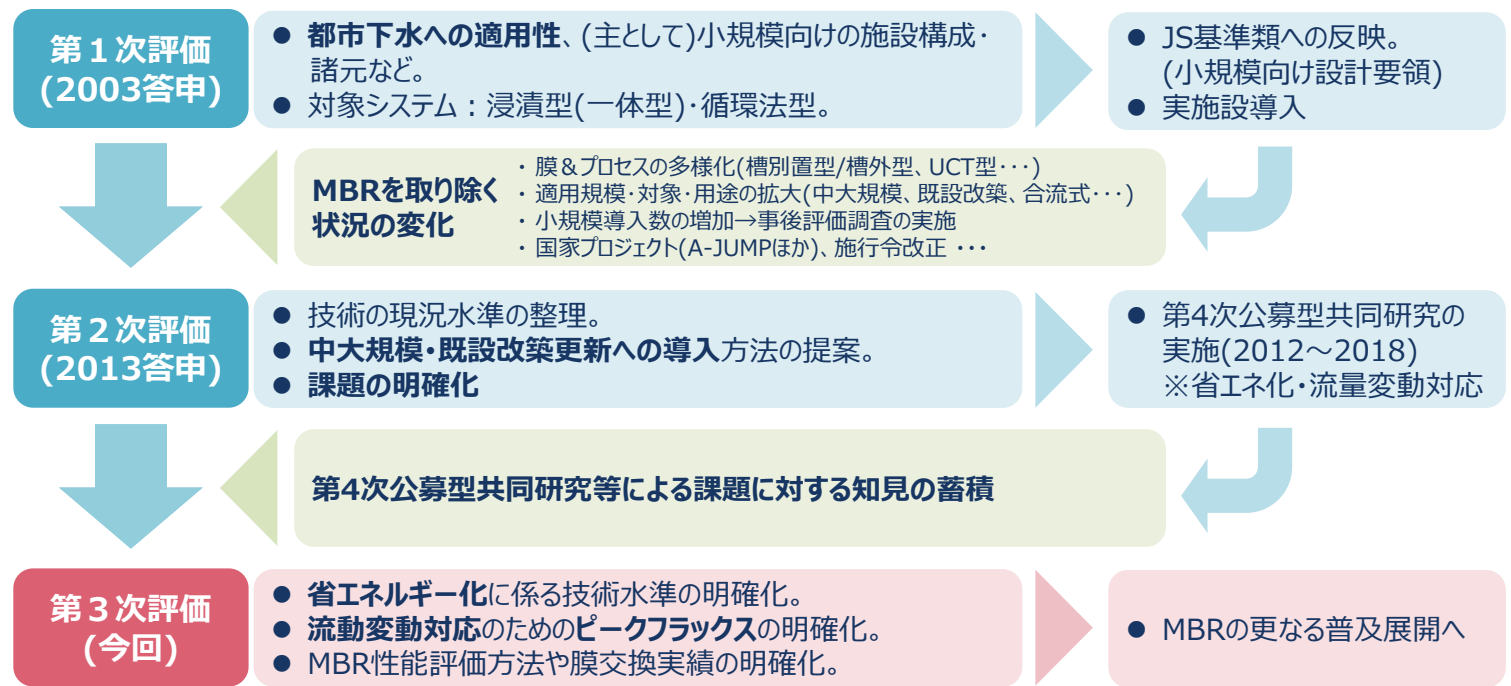 第１次評価
(2003答申)
● 都市下水への適用性、(主として)小規模向けの施設構成・
諸元など。
● 対象システム：浸漬型(一体型)・循環法型。
● JS基準類への反映。
(小規模向け設計要領)
● 実施設導入
MBRを取り除く
状況の変化
・ 膜＆プロセスの多様化(槽別置型/槽外型、UCT型・・・)
・ 適用規模・対象・用途の拡大(中大規模、既設改築、合流式・・・)
・ 小規模導入数の増加→事後評価調査の実施
・ 国家プロジェクト(A-JUMPほか)、施行令改正 ・・・
第２次評価
(2013答申)
● 技術の現況水準の整理。
● 中大規模・既設改築更新への導入方法の提案。
● 課題の明確化
● 第4次公募型共同研究の
実施(2012～2018)
※省エネ化・流量変動対応
第4次公募型共同研究等による課題に対する知見の蓄積
第３次評価
(今回)
● 省エネルギー化に係る技術水準の明確化。
● 流動変動対応のためのピークフラックスの明確化。
● MBR性能評価方法や膜交換実績の明確化。
● MBRの更なる普及展開へ